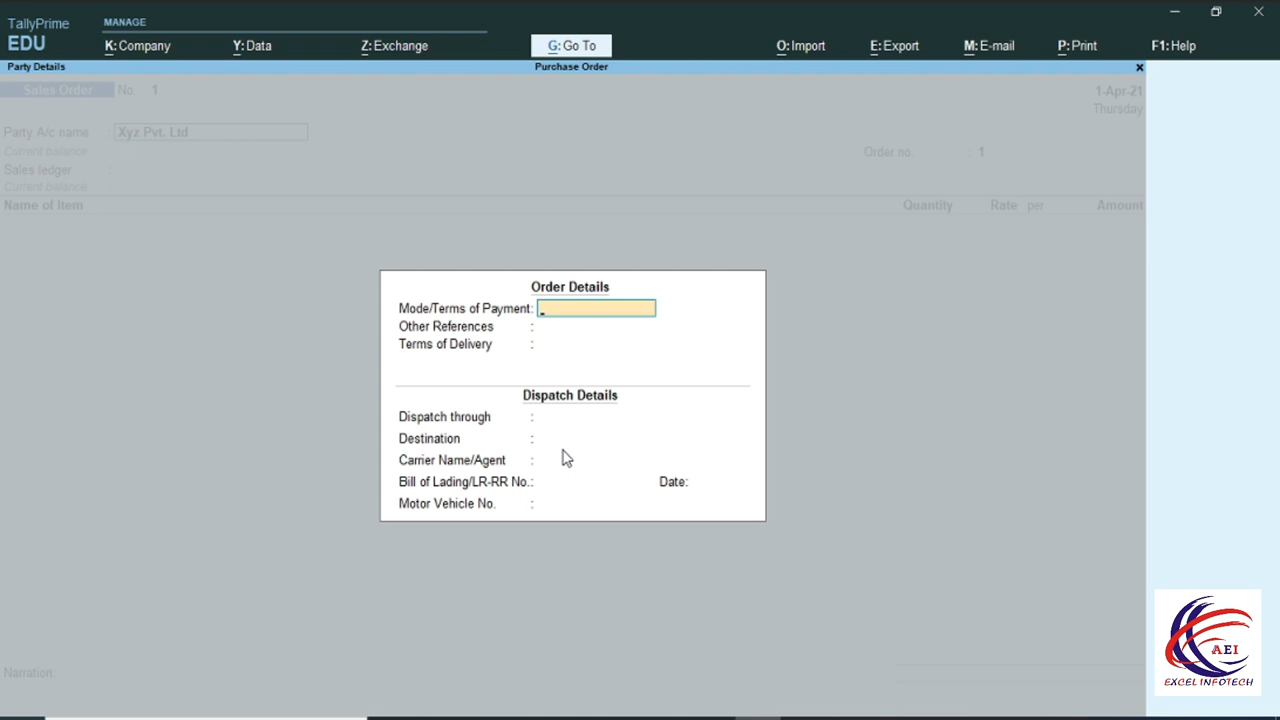 TallyPrime
EDU
MANAGE
K: Company
Y: Data
Z: Exchange
G: Go To
O: Import
E: Export
M: E-mail
P: Print
F1: Help
Party Details
Purchase Order
x
Sales Order No. 1
1-Apr-21
Thursday
Party A/c name : Xyz Pvt. Ltd
Current balance :
Order no. : 1
Sales ledger :
Current balance :
Name of Item
Quantity
Rate per
Amount
Order Details
Mode/Terms of Payment:
Other References :
Terms of Delivery :
Dispatch Details
Dispatch through :
Destination :
Carrier Name/Agent :
Bill of Lading/LR-RR No.: Date:
Motor Vehicle No. :
Narration:
AEI
EXCEL INFOTECH